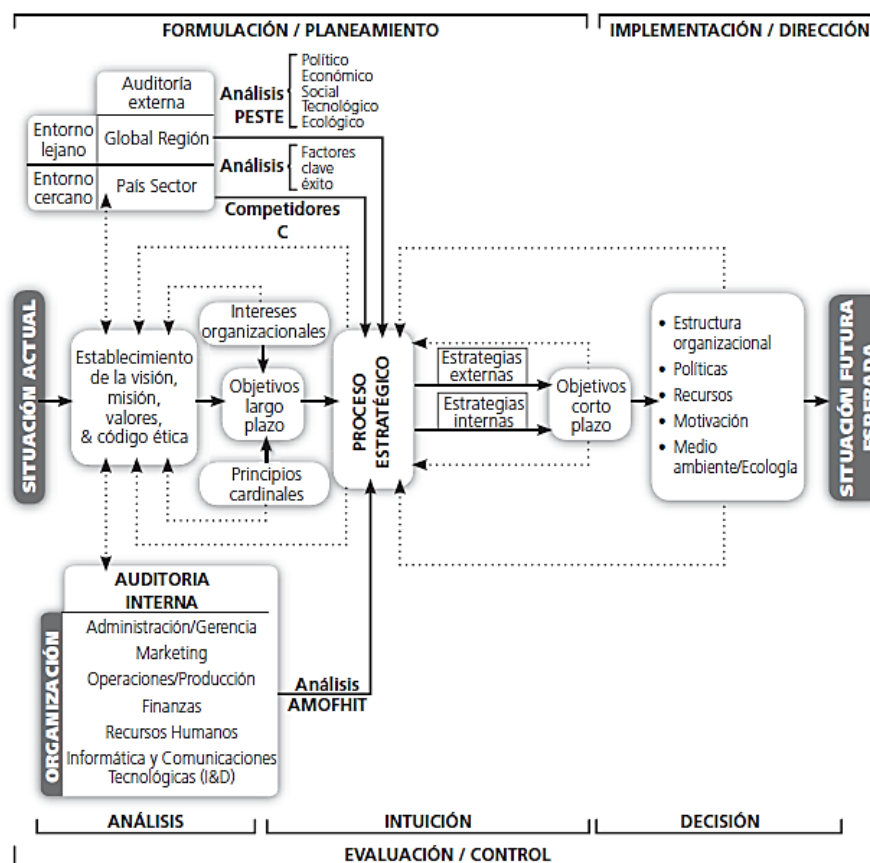 FORMULACIÓN / PLANEAMIENTO
IMPLEMENTACIÓN / DIRECCIÓN
Auditoría
externa
Entorno
lejano
Global Región
Entorno
cercano
País Sector
Análisis
PESTE
Político
Económico
Social
Tecnológico
Ecológico
Análisis
Factores
clave
éxito
Competidores
C
SITUACIÓN ACTUAL
Establecimiento
de la visión,
misión,
valores,
& código ética
Intereses
organizacionales
Objetivos
largo
plazo
Principios
cardinales
PROCESO
ESTRATÉGICO
Estrategias
externas
Estrategias
internas
Objetivos
corto
plazo
• Estructura
organizacional
• Políticas
• Recursos
• Motivación
• Medio
ambiente/Ecología
SITUACIÓN FUTURA
ESPERADA
ORGANIZACIÓN
AUDITORIA
INTERNA
Administración/Gerencia
Marketing
Operaciones/Producción
Finanzas
Recursos Humanos
Informática y Comunicaciones
Tecnológicas (I&D)
Análisis
AMOFHIT
ANÁLISIS
INTUICIÓN
DECISIÓN
EVALUACIÓN / CONTROL